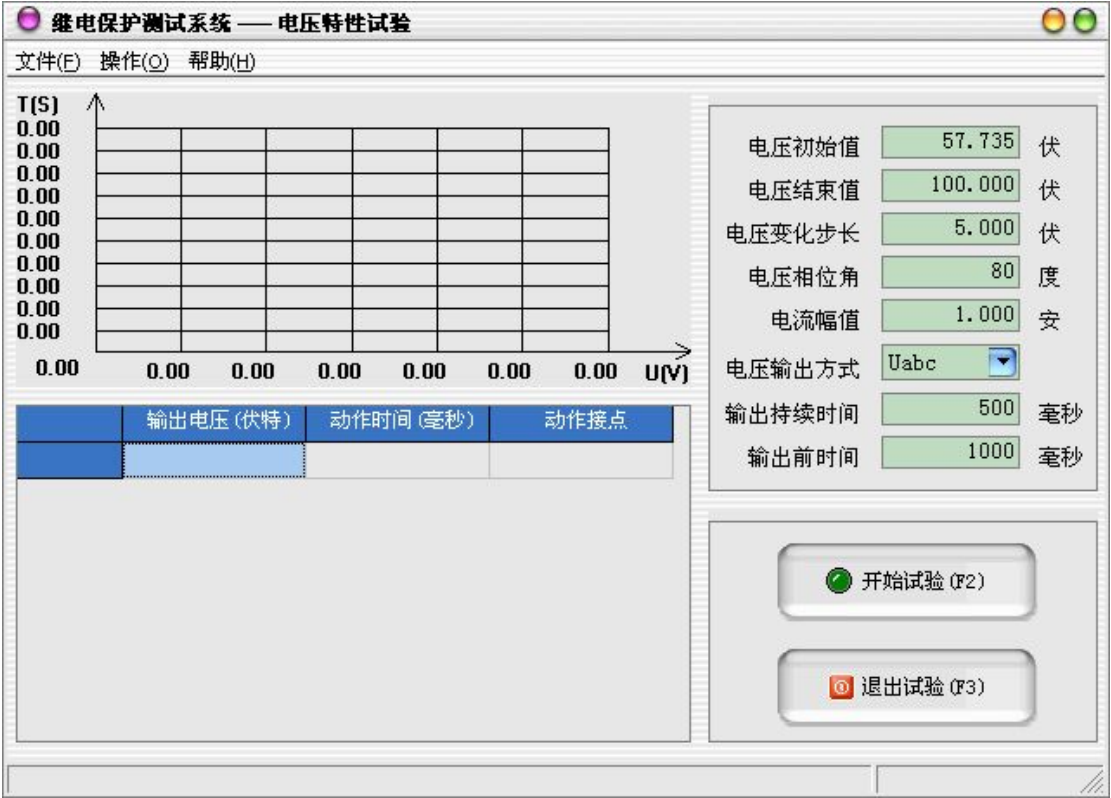 继电保护测试系统 —— 电压特性试验
文件(F) 操作(O) 帮助(H)
T(S)
0.00
0.00
0.00
0.00
0.00
0.00
0.00
0.00
0.00
0.00
0.00 0.00 0.00 0.00 0.00 0.00 0.00 U(V)
输出电压(伏特) 动作时间(毫秒) 动作接点
电压初始值 57.735 伏
电压结束值 100.000 伏
电压变化步长 5.000 伏
电压相位角 80 度
电流幅值 1.000 安
电压输出方式 Uabc
输出持续时间 500 毫秒
输出前时间 1000 毫秒
开始试验(F2)
退出试验(F3)